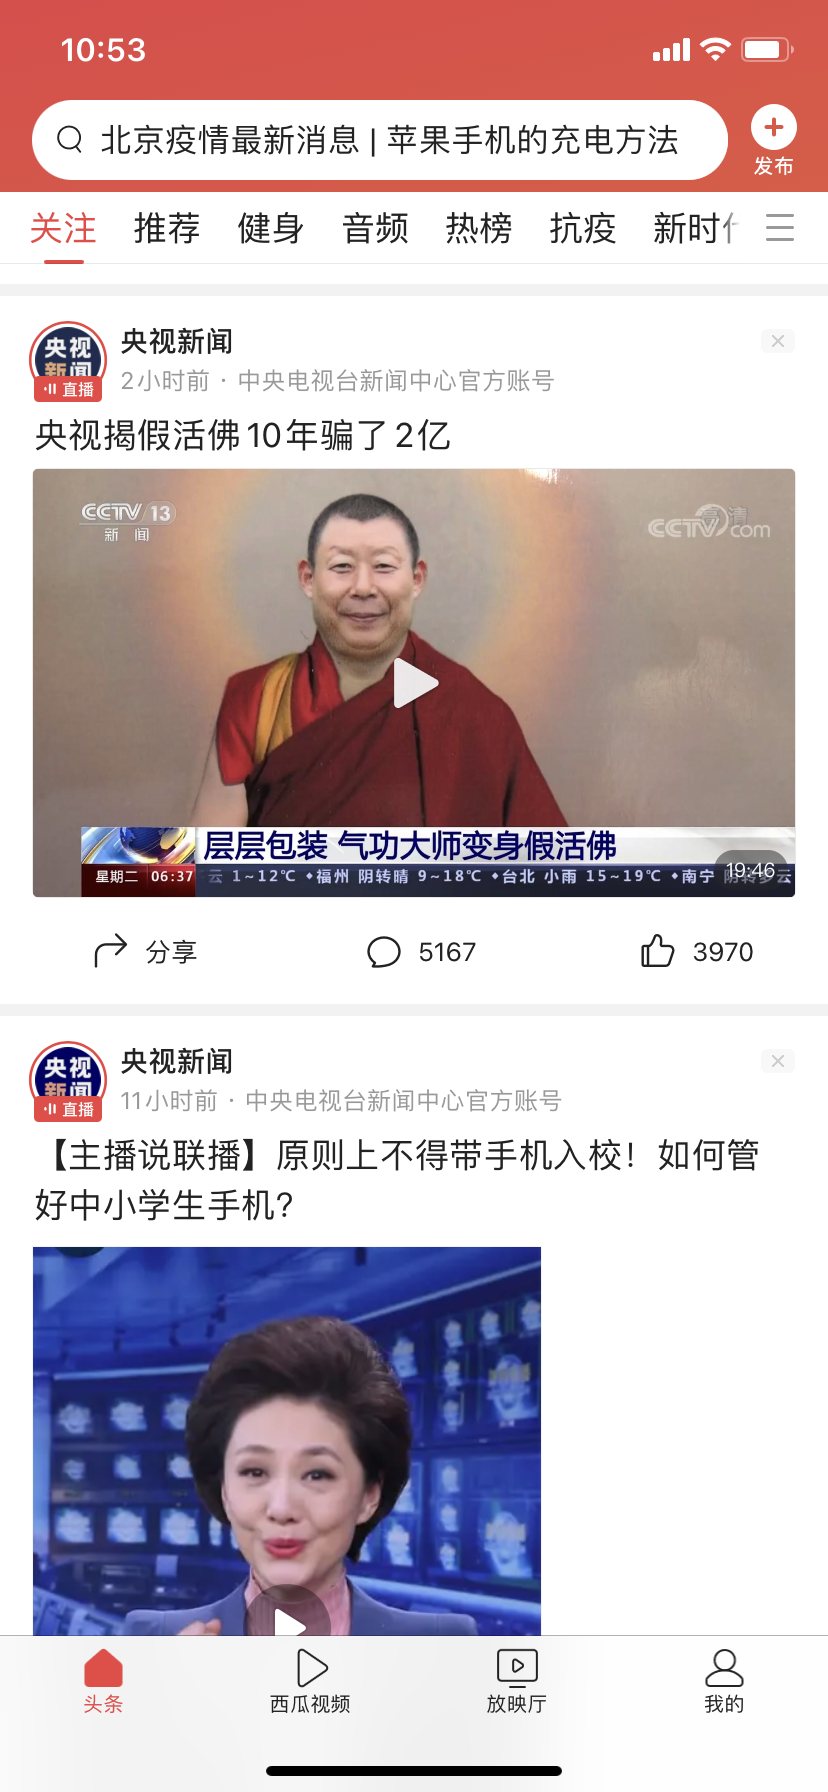 10:53
北京疫情最新消息 | 苹果手机的充电方法
发布
关注 推荐 健身 音频 热榜 抗疫 新时
央视新闻
直播
央视新闻
2小时前 · 中央电视台新闻中心官方账号
央视揭假活佛10年骗了2亿
CCTV 13
新闻
高清
CCTV com
层层包装 气功大师变身假活佛
19:46
星期二 06:37 云 1~12℃ ◆福州 阴转晴 9~18℃ ◆台北 小雨 15~19℃ ◆南宁 阴转多云
分享 5167 3970
央视新闻
直播
央视新闻
11小时前 · 中央电视台新闻中心官方账号
【主播说联播】原则上不得带手机入校！如何管
好中小学生手机?
头条 西瓜视频 放映厅 我的